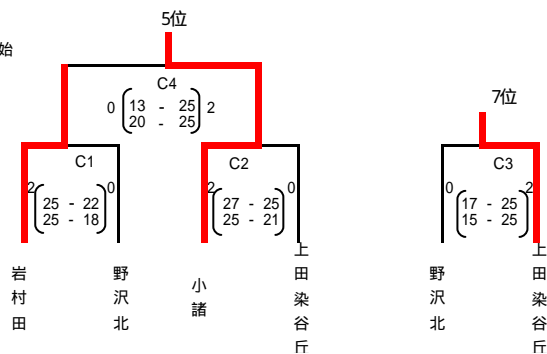 5位
始
C4
0 13 - 25 2
20 - 25
7位
C1
2 25 - 22 0
25 - 18
C2
2 27 - 25 0
25 - 21
C3
0 17 - 25 2
15 - 25
岩村田
野沢北
小諸
上田染谷丘
野沢北
上田染谷丘